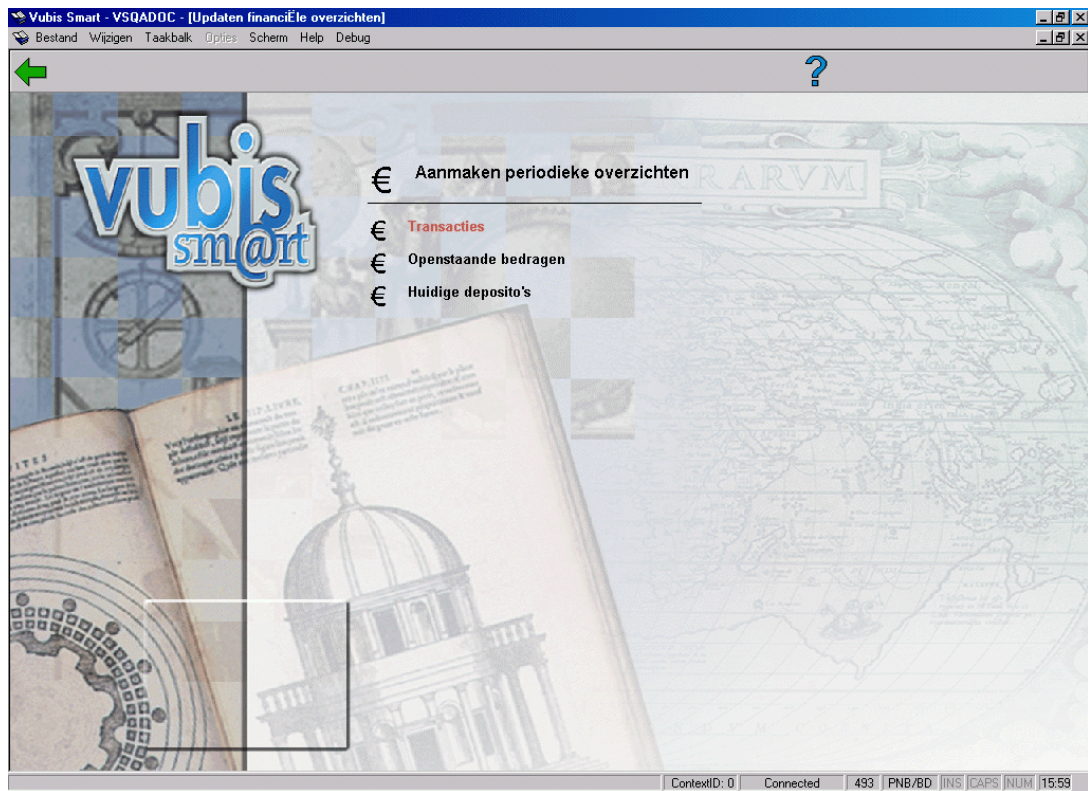 Vubis Smart - VSQADOC - [Updaten financiËle overzichten]
Bestand Wijzigen Taakbalk Opties Scherm Help Debug
?
vubis
sm@rt
€ Aanmaken periodieke overzichten
€ Transacties
€ Openstaande bedragen
€ Huidige deposito's
RARVM
ContextID: 0 Connected 493 PNB/BD INS CAPS NUM 15:59